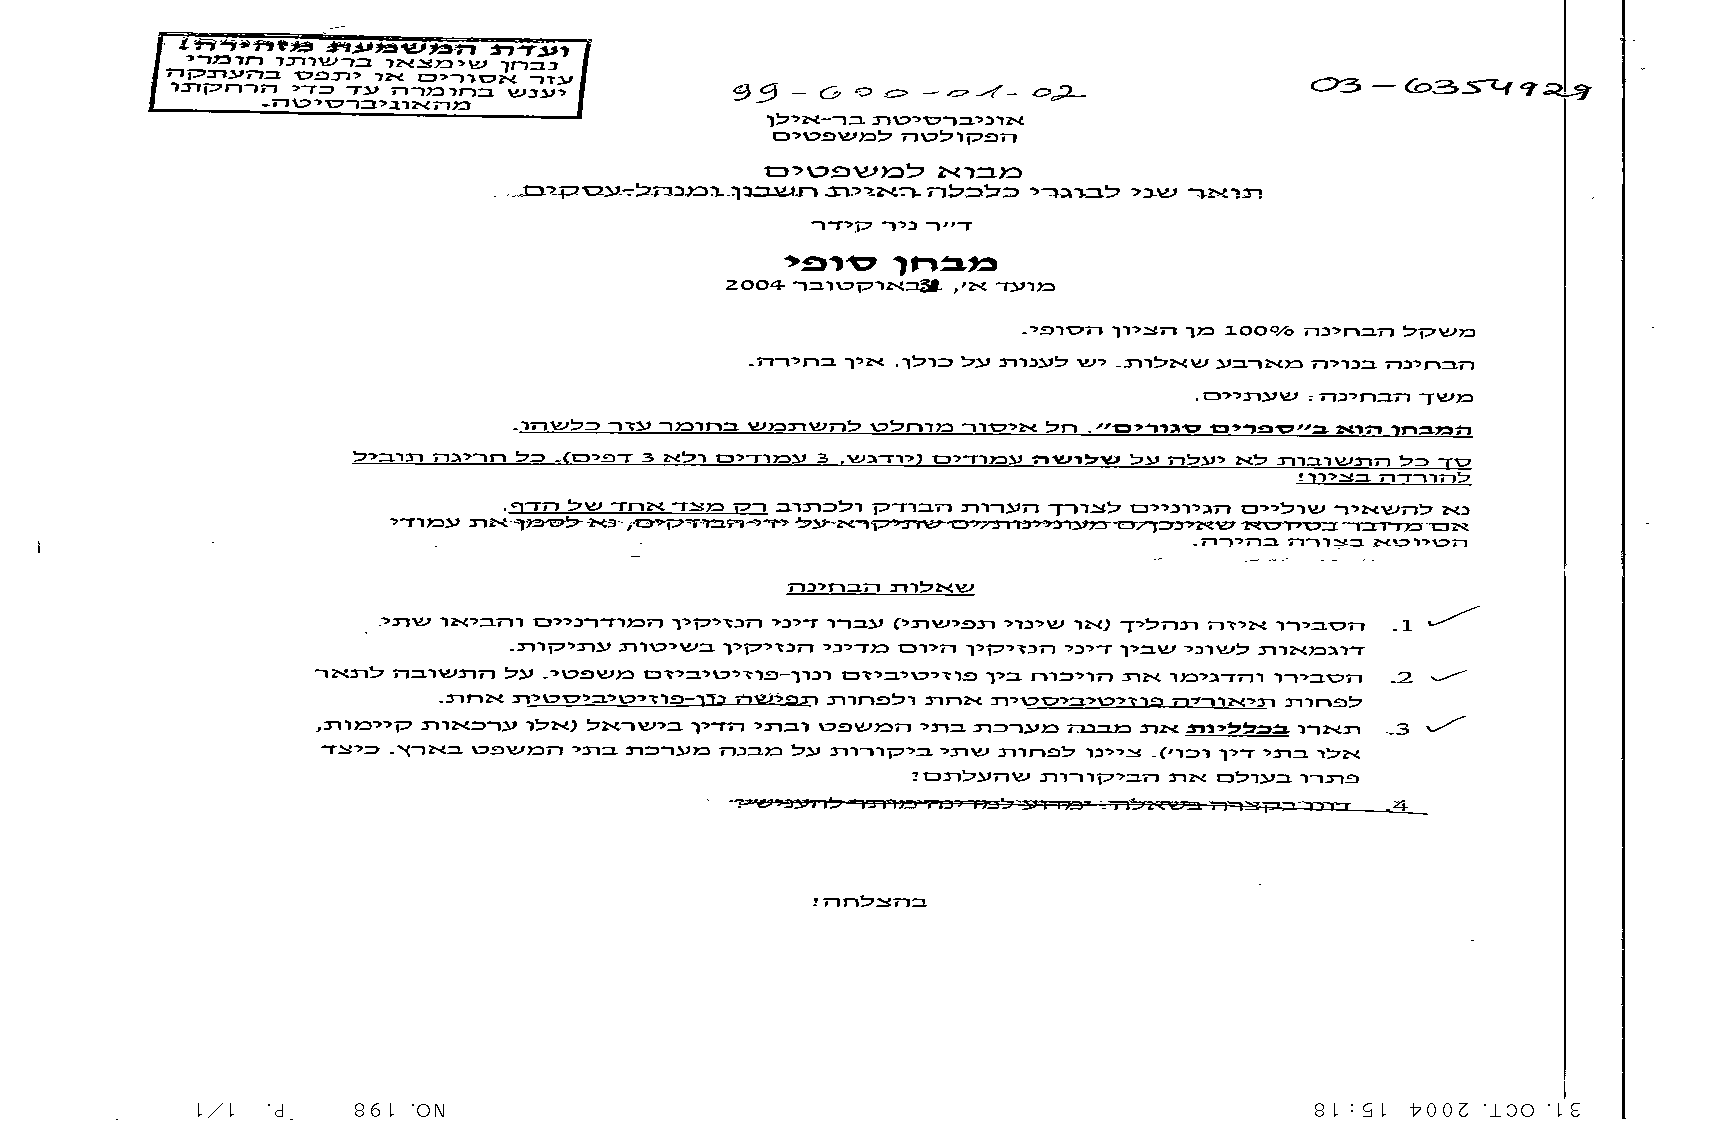 ועדת המשמעת מזהירה!
נבחן שימצאו ברשותו חומרי
עזר אסורים או יתפס בהעתקה
יענש בחומרה עד כדי הרחקתו
מהאוניברסיטה.
99-600-01-02
03-6354929
אוניברסיטת בר-אילן
הפקולטה למשפטים
מבוא למשפטים
תואר שני לבוגרי כלכלה ראיית חשבון ומנהל-עסקים
ד"ר ניר קידר
מבחן סופי
מועד א', 31 באוקטובר 2004
משקל הבחינה 100% מן הציון הסופי.
הבחינה בנויה מארבע שאלות. יש לענות על כולן. אין בחירה.
משך הבחינה: שעתיים.
המבחן הוא ב"ספרים סגורים". חל איסור מוחלט להשתמש בחומר עזר כלשהו.
סך כל התשובות לא יעלה על שלושה עמודים (יודגש, 3 עמודים ולא 3 דפים). כל חריגה תוביל
להורדה בציון!
נא להשאיר שוליים הגיוניים לצורך הערות הבודק ולכתוב רק מצד אחד של הדף.
אם מדובר בטיוטא שאינכן/ם מעוניינות/ים שתיקרא על ידי הבודקים, נא לסמן את עמודי
הטיוטא בצורה בהירה.
שאלות הבחינה
1. הסבירו איזה תהליך (או שינוי תפישתי) עברו דיני הנזיקין המודרניים והביאו שתי
דוגמאות לשוני שבין דיני הנזיקין היום מדיני הנזיקין בשיטות עתיקות.
2. הסבירו והדגימו את הויכוח בין פוזיטיביזם ונון-פוזיטיביזם משפטי. על התשובה לתאר
לפחות תיאוריה פוזיטיביסטית אחת ולפחות תפישה נון-פוזיטיביסטית אחת.
3. תארו בכלליות את מבנה מערכת בתי המשפט ובתי הדין בישראל (אלו ערכאות קיימות,
אלו בתי דין וכו'). ציינו לפחות שתי ביקורות על מבנה מערכת בתי המשפט בארץ. כיצד
פתרו בעולם את הביקורות שהעלתם?
4. דונו בקצרה בשאלה: מדוע למדינה מותר להעניש?
בהצלחה!
31. OCT. 2004 15:18
NO. 198
P. 1/1